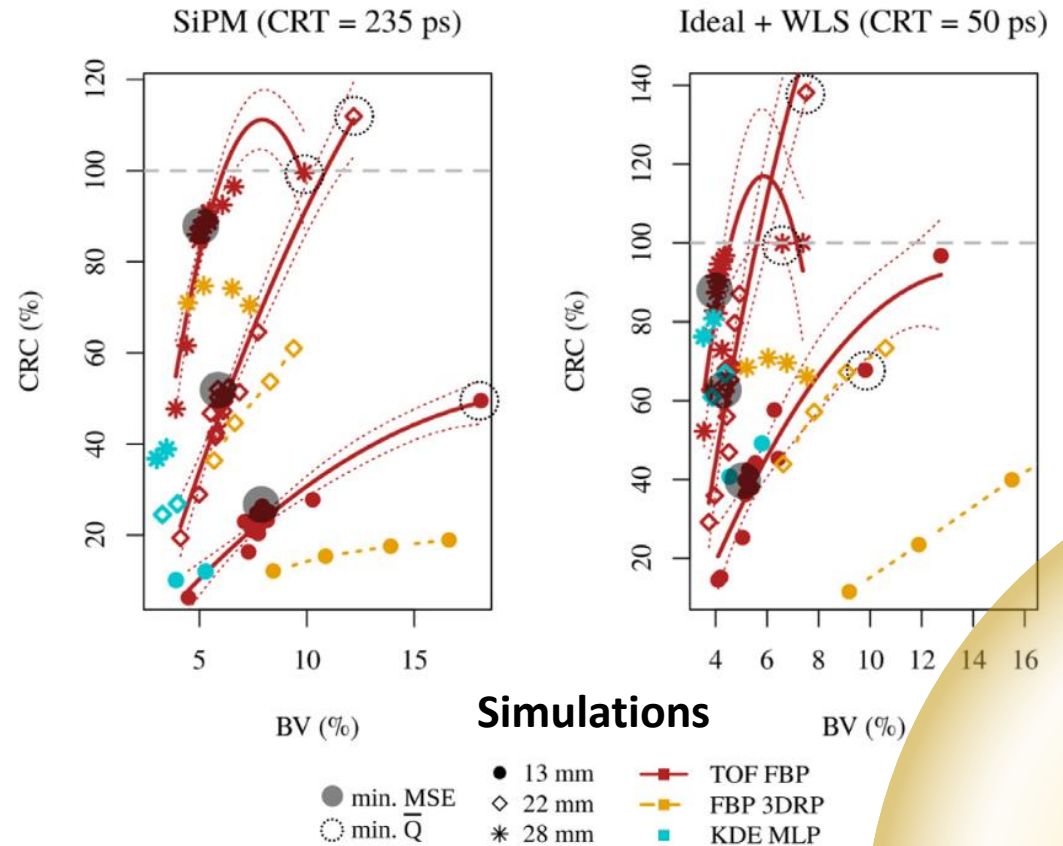 SiPM (CRT = 235 ps)
Ideal + WLS (CRT = 50 ps)
120
100
80
60
40
20
CRC (%)
5 10 15
BV (%)
140
120
100
80
60
40
20
CRC (%)
4 6 8 10 12 14 16
BV (%)
Simulations
min. MSE
min. Q̅
13 mm
22 mm
28 mm
TOF FBP
FBP 3DRP
KDE MLP